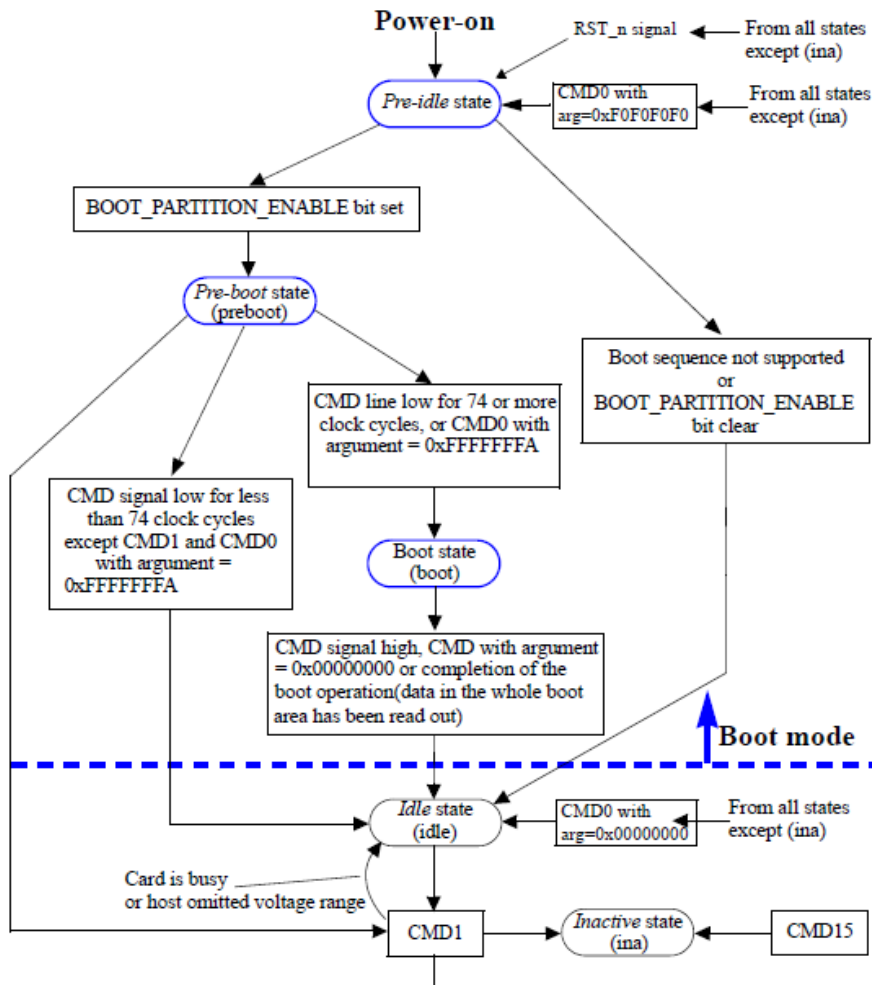 Power-on
RST_n signal
From all states
except (ina)
Pre-idle state
CMD0 with
arg=0xF0F0F0F0
From all states
except (ina)
BOOT_PARTITION_ENABLE bit set
Pre-boot state
(preboot)
Boot sequence not supported
or
BOOT_PARTITION_ENABLE
bit clear
CMD line low for 74 or more
clock cycles, or CMD0 with
argument = 0xFFFFFFFA
CMD signal low for less
than 74 clock cycles
except CMD1 and CMD0
with argument =
0xFFFFFFFA
Boot state
(boot)
CMD signal high, CMD with argument
= 0x00000000 or completion of the
boot operation(data in the whole boot
area has been read out)
Boot mode
Idle state
(idle)
CMD0 with
arg=0x00000000
From all states
except (ina)
Card is busy
or host omitted voltage range
CMD1
Inactive state
(ina)
CMD15